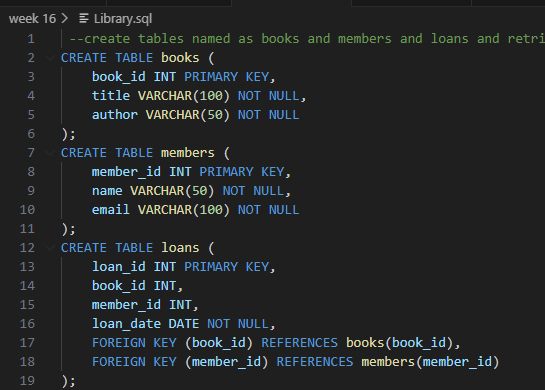 week 16 > Library.sql
1 --create tables named as books and members and loans and retri
2 CREATE TABLE books (
3 book_id INT PRIMARY KEY,
4 title VARCHAR(100) NOT NULL,
5 author VARCHAR(50) NOT NULL
6 );
7 CREATE TABLE members (
8 member_id INT PRIMARY KEY,
9 name VARCHAR(50) NOT NULL,
10 email VARCHAR(100) NOT NULL
11 );
12 CREATE TABLE loans (
13 loan_id INT PRIMARY KEY,
14 book_id INT,
15 member_id INT,
16 loan_date DATE NOT NULL,
17 FOREIGN KEY (book_id) REFERENCES books(book_id),
18 FOREIGN KEY (member_id) REFERENCES members(member_id)
19 );